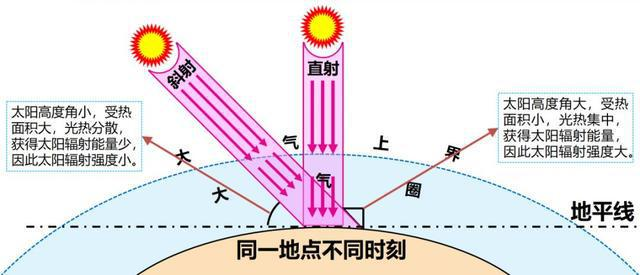 斜射
直射
太阳高度角小，受热
面积大，光热分散，
获得太阳辐射能量少，
因此太阳辐射强度小。
太阳高度角大，受热
面积小，光热集中，
获得太阳辐射能量，
因此太阳辐射强度大。
大气上界
大气圈
地平线
同一地点不同时刻